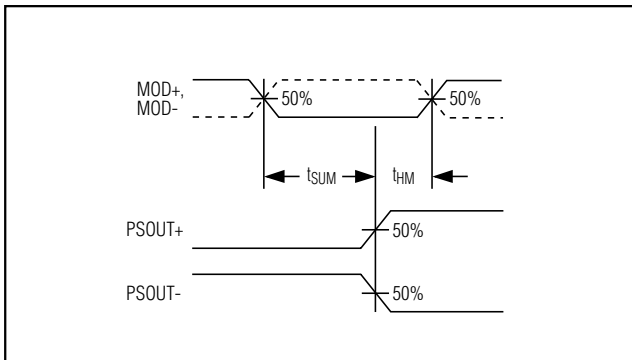 MOD+,
MOD-
50%
50%
tSUM
tHM
PSOUT+
50%
PSOUT-
50%